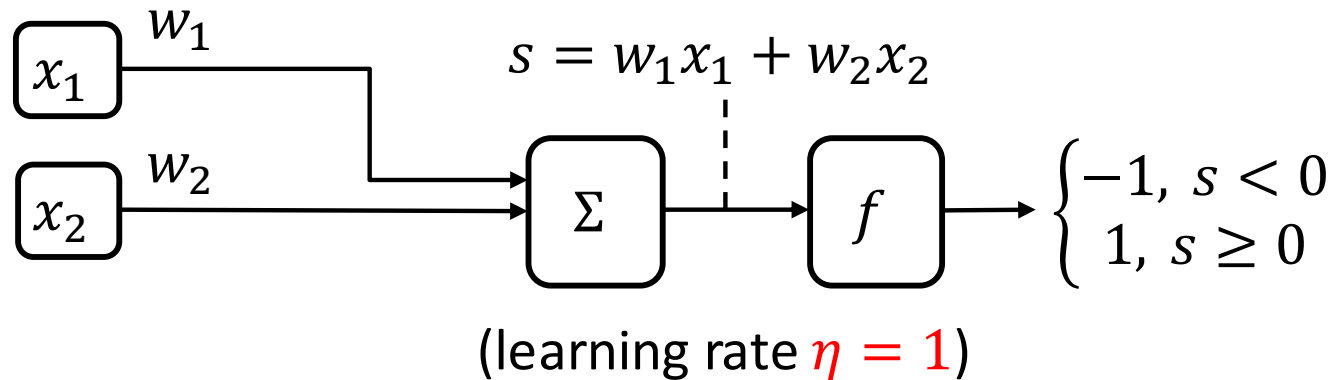 w₁
x₁
s = w₁x₁ + w₂x₂
w₂
x₂
Σ
f
−1, s < 0
1, s ≥ 0
(learning rate η = 1)